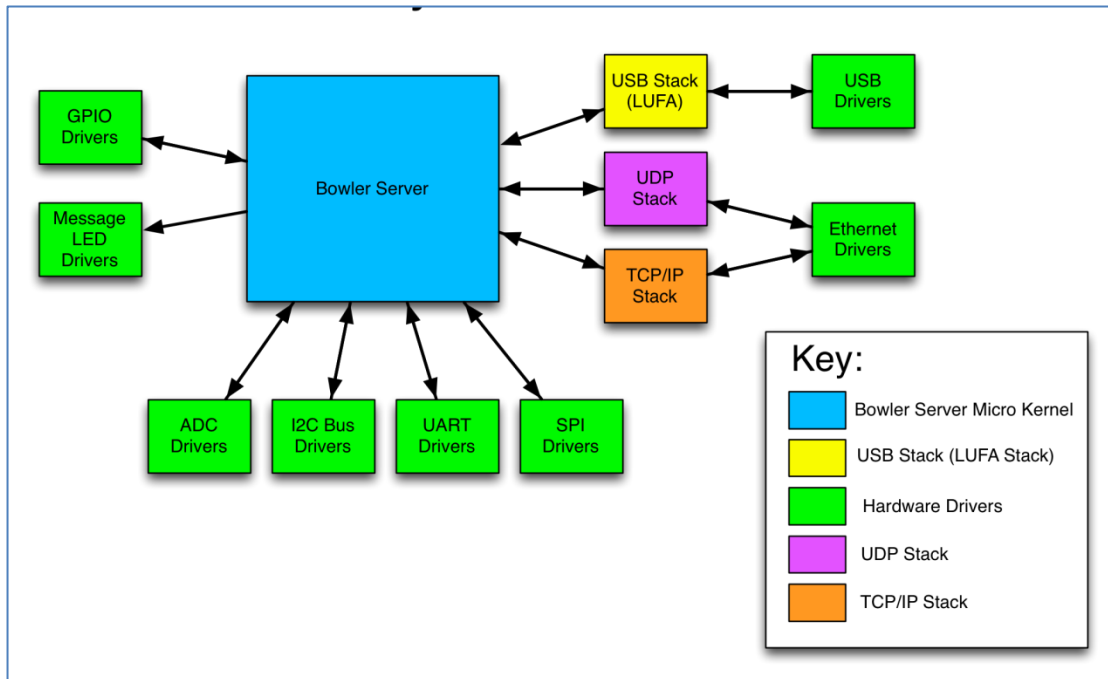 GPIO
Drivers
Message
LED
Drivers
Bowler Server
USB Stack
(LUFA)
USB
Drivers
UDP
Stack
Ethernet
Drivers
TCP/IP
Stack
ADC
Drivers
I2C Bus
Drivers
UART
Drivers
SPI
Drivers
Key:
Bowler Server Micro Kernel
USB Stack (LUFA Stack)
Hardware Drivers
UDP Stack
TCP/IP Stack